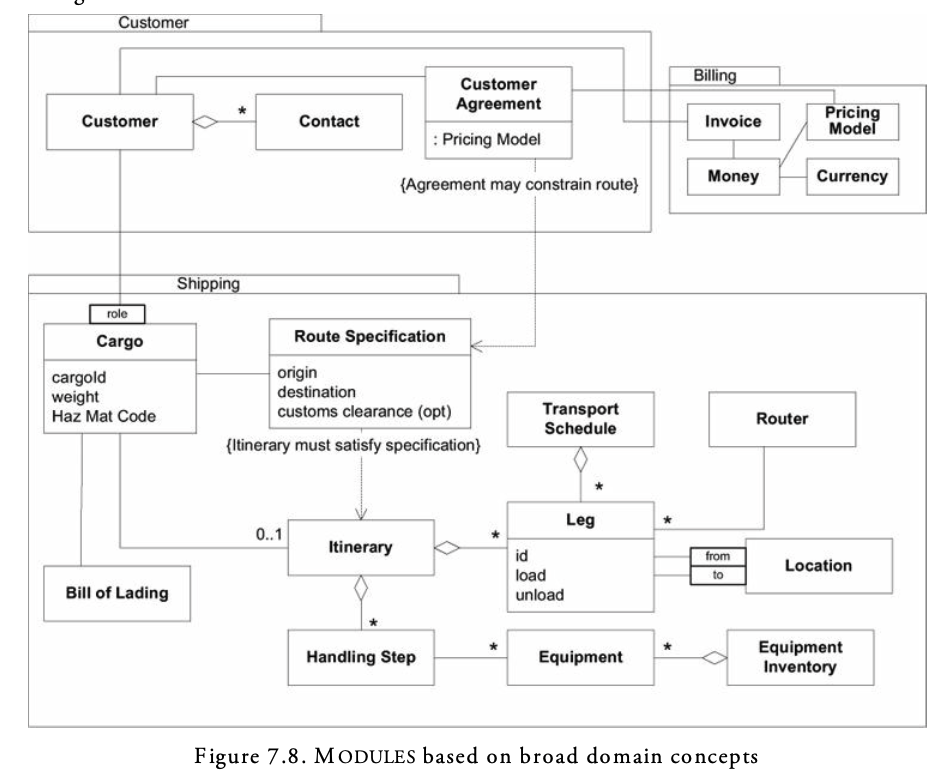 Customer
Customer
*
Contact
Customer
Agreement
: Pricing Model
{Agreement may constrain route}
Billing
Invoice
Pricing
Model
Money
Currency
Shipping
role
Cargo
cargoId
weight
Haz Mat Code
Route Specification
origin
destination
customs clearance (opt)
{Itinerary must satisfy specification}
Transport
Schedule
*
Router
*
Leg
id
load
unload
from
to
Location
0..1
Itinerary
*
Bill of Lading
*
Handling Step
*
Equipment
*
Equipment
Inventory
Figure 7.8. MODULES based on broad domain concepts